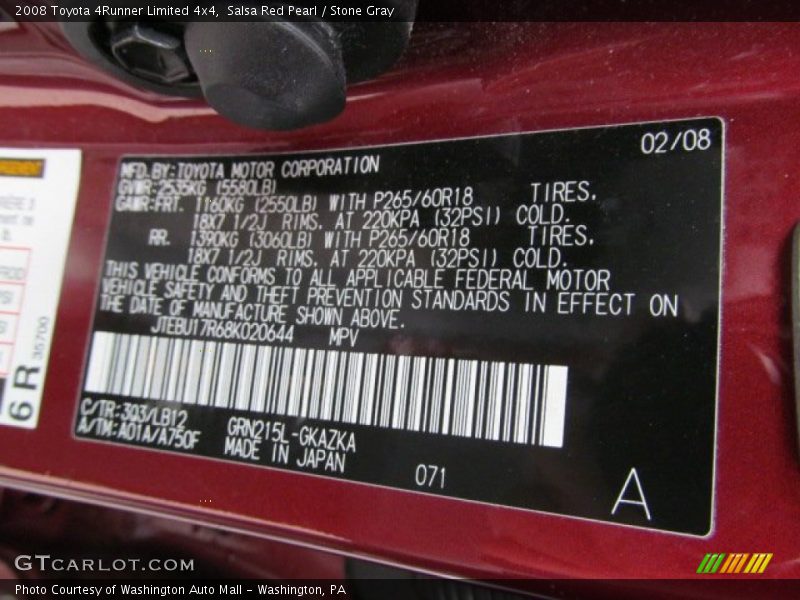 2008 Toyota 4Runner Limited 4x4, Salsa Red Pearl / Stone Gray
02/08
MFD.BY:TOYOTA MOTOR CORPORATION
GVWR:2535KG (5580LB)
GAWR:FRT. 1160KG (2550LB) WITH P265/60R18 TIRES,
18X7 1/2J RIMS, AT 220KPA (32PSI) COLD.
RR. 1390KG (3060LB) WITH P265/60R18 TIRES,
18X7 1/2J RIMS, AT 220KPA (32PSI) COLD.
THIS VEHICLE CONFORMS TO ALL APPLICABLE FEDERAL MOTOR
VEHICLE SAFETY AND THEFT PREVENTION STANDARDS IN EFFECT ON
THE DATE OF MANUFACTURE SHOWN ABOVE.
JTEBU17R68K020644 MPV
C/TR:3Q3/LB12
A/TM:A01A/A750F
GRN215L-GKAZKA
MADE IN JAPAN
071
A
6R
35700
GTCARLOT.COM
Photo Courtesy of Washington Auto Mall - Washington, PA